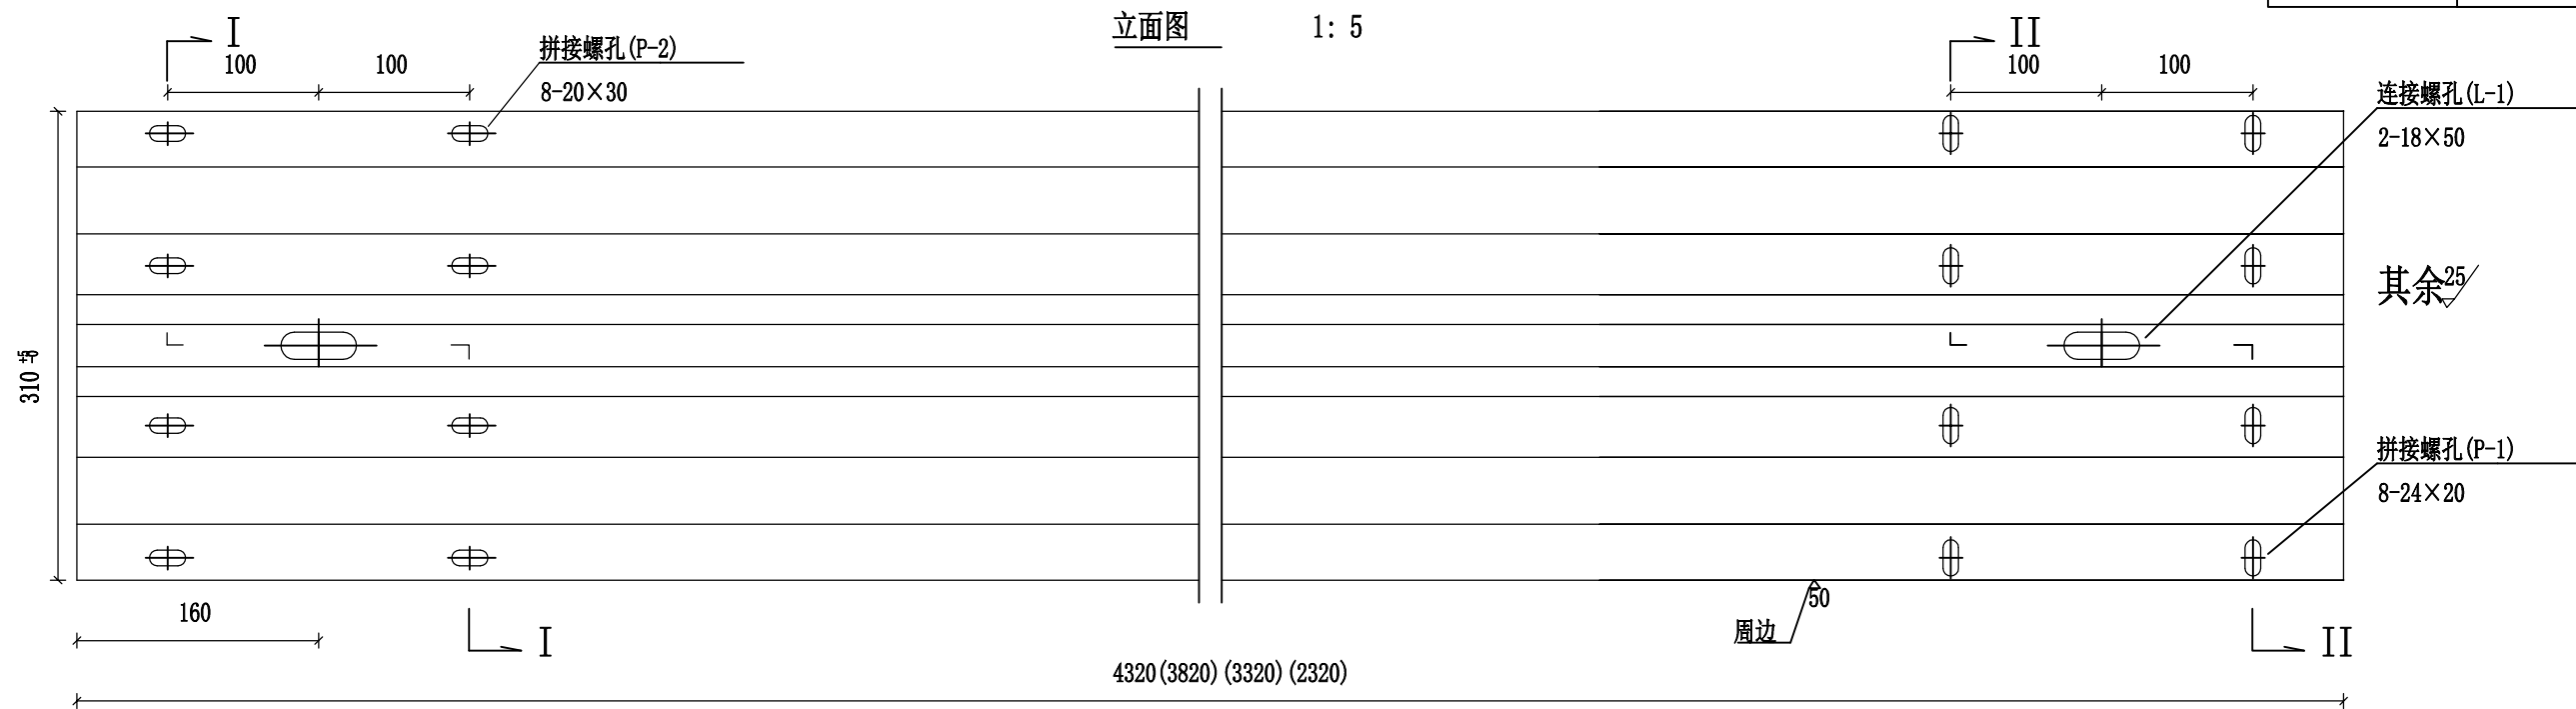 立面图 1: 5
I
II
100 100
拼接螺孔(P-2)
8-20×30
100 100
连接螺孔(L-1)
2-18×50
其余 25
310
拼接螺孔(P-1)
8-24×20
160
50
周边
I
II
4320(3820)(3320)(2320)